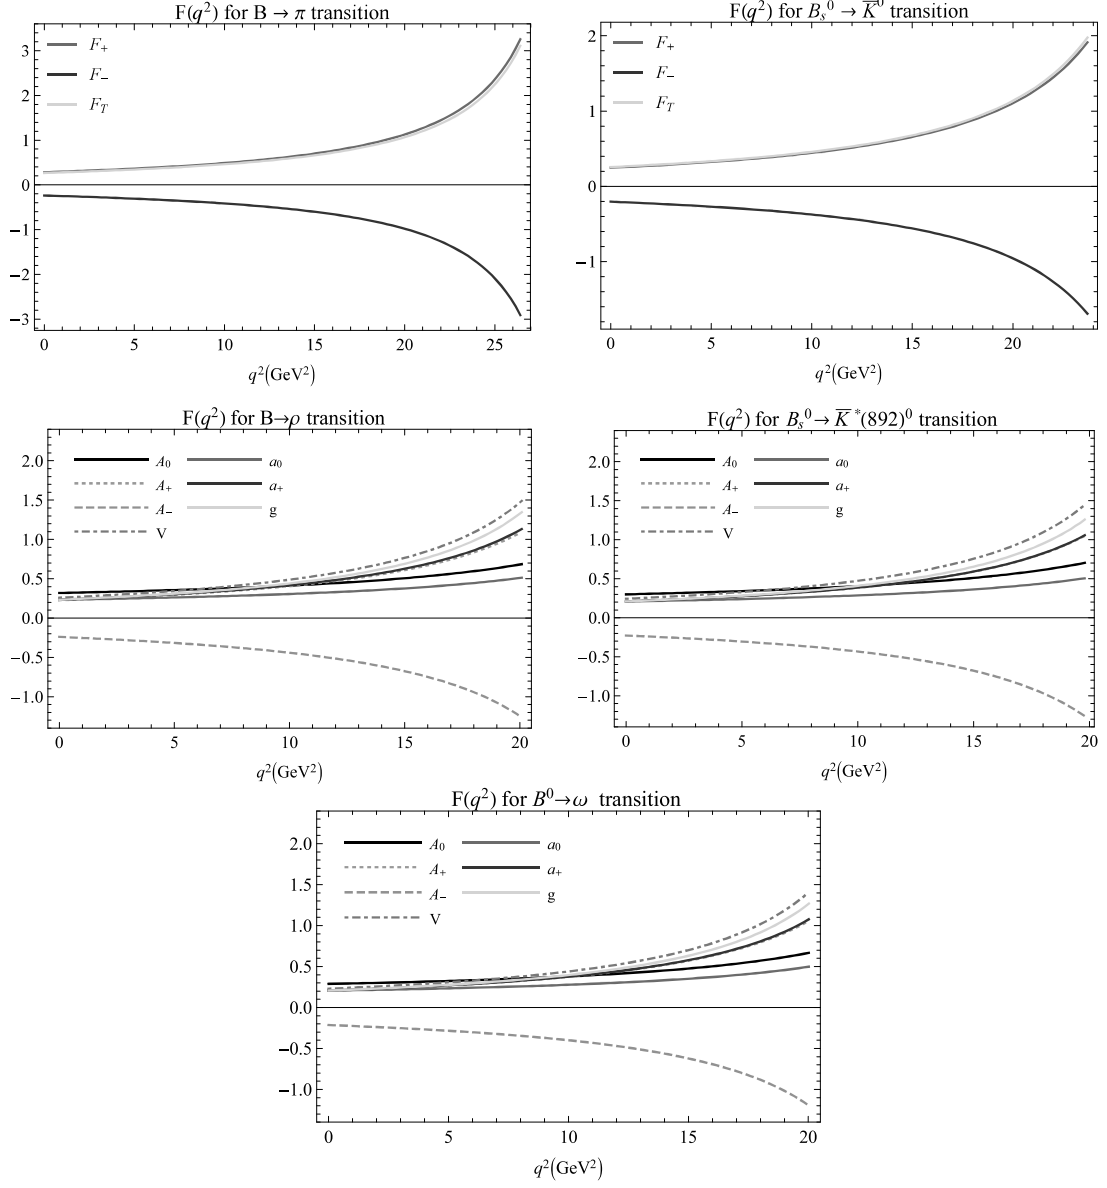 F(q²) for B → π transition
F₊
F₋
F_T
3
2
1
0
−1
−2
−3
0 5 10 15 20 25
q²(GeV²)
F(q²) for Bₛ⁰ → K̅⁰ transition
F₊
F₋
F_T
2
1
0
−1
0 5 10 15 20
q²(GeV²)
F(q²) for B→ρ transition
A₀ a₀
A₊ a₊
A₋ g
V
2.0
1.5
1.0
0.5
0.0
−0.5
−1.0
0 5 10 15 20
q²(GeV²)
F(q²) for Bₛ⁰→ K̅*(892)⁰ transition
A₀ a₀
A₊ a₊
A₋ g
V
2.0
1.5
1.0
0.5
0.0
−0.5
−1.0
0 5 10 15 20
q²(GeV²)
F(q²) for B⁰→ω transition
A₀ a₀
A₊ a₊
A₋ g
V
2.0
1.5
1.0
0.5
0.0
−0.5
−1.0
0 5 10 15 20
q²(GeV²)